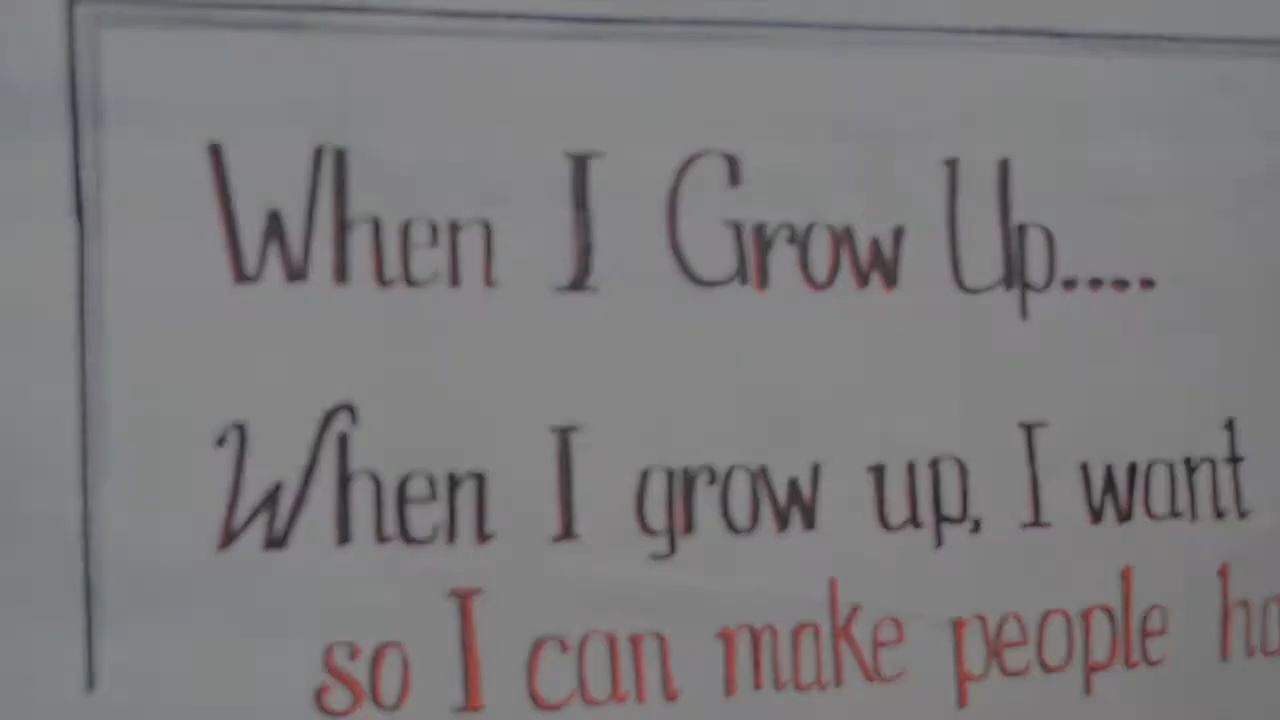 When I Grow Up....
When I grow up, I want
so I can make people